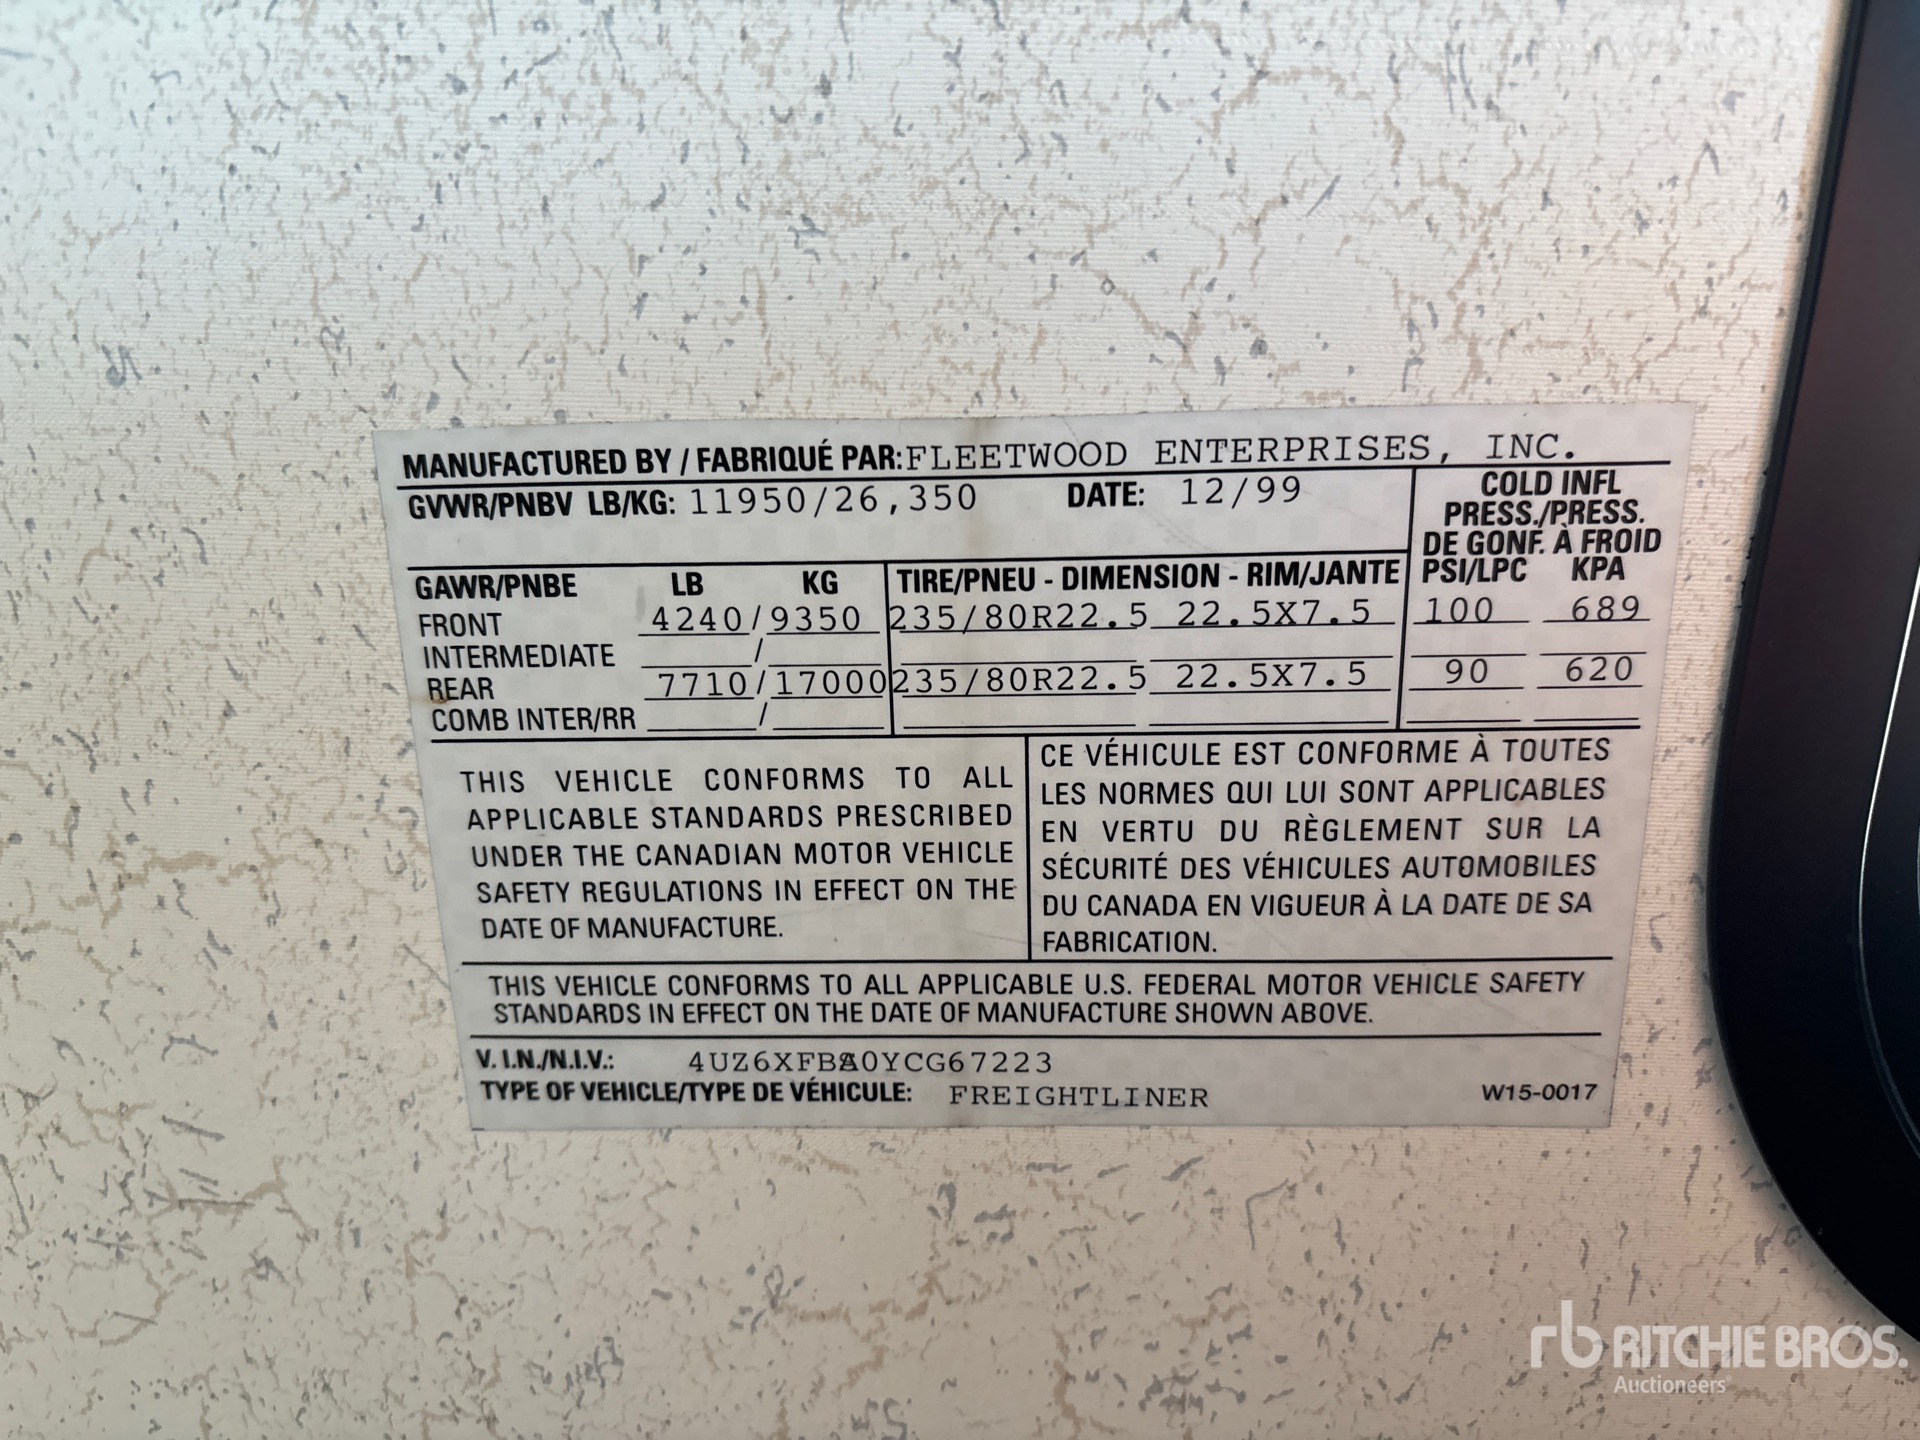 MANUFACTURED BY / FABRIQUÉ PAR: FLEETWOOD ENTERPRISES, INC.
GVWR/PNBV LB/KG: 11950/26,350 DATE: 12/99
COLD INFL
PRESS./PRESS.
DE GONF. À FROID
GAWR/PNBE LB KG TIRE/PNEU - DIMENSION - RIM/JANTE PSI/LPC KPA
FRONT 4240/9350 235/80R22.5 22.5X7.5 100 689
INTERMEDIATE /
REAR 7710/17000 235/80R22.5 22.5X7.5 90 620
COMB INTER/RR /
THIS VEHICLE CONFORMS TO ALL
APPLICABLE STANDARDS PRESCRIBED
UNDER THE CANADIAN MOTOR VEHICLE
SAFETY REGULATIONS IN EFFECT ON THE
DATE OF MANUFACTURE.
CE VÉHICULE EST CONFORME À TOUTES
LES NORMES QUI LUI SONT APPLICABLES
EN VERTU DU RÈGLEMENT SUR LA
SÉCURITÉ DES VÉHICULES AUTOMOBILES
DU CANADA EN VIGUEUR À LA DATE DE SA
FABRICATION.
THIS VEHICLE CONFORMS TO ALL APPLICABLE U.S. FEDERAL MOTOR VEHICLE SAFETY
STANDARDS IN EFFECT ON THE DATE OF MANUFACTURE SHOWN ABOVE.
V.I.N./N.I.V.:
TYPE OF VEHICLE/TYPE DE VÉHICULE: FREIGHTLINER W15-0017
rb RITCHIE BROS.
Auctioneers